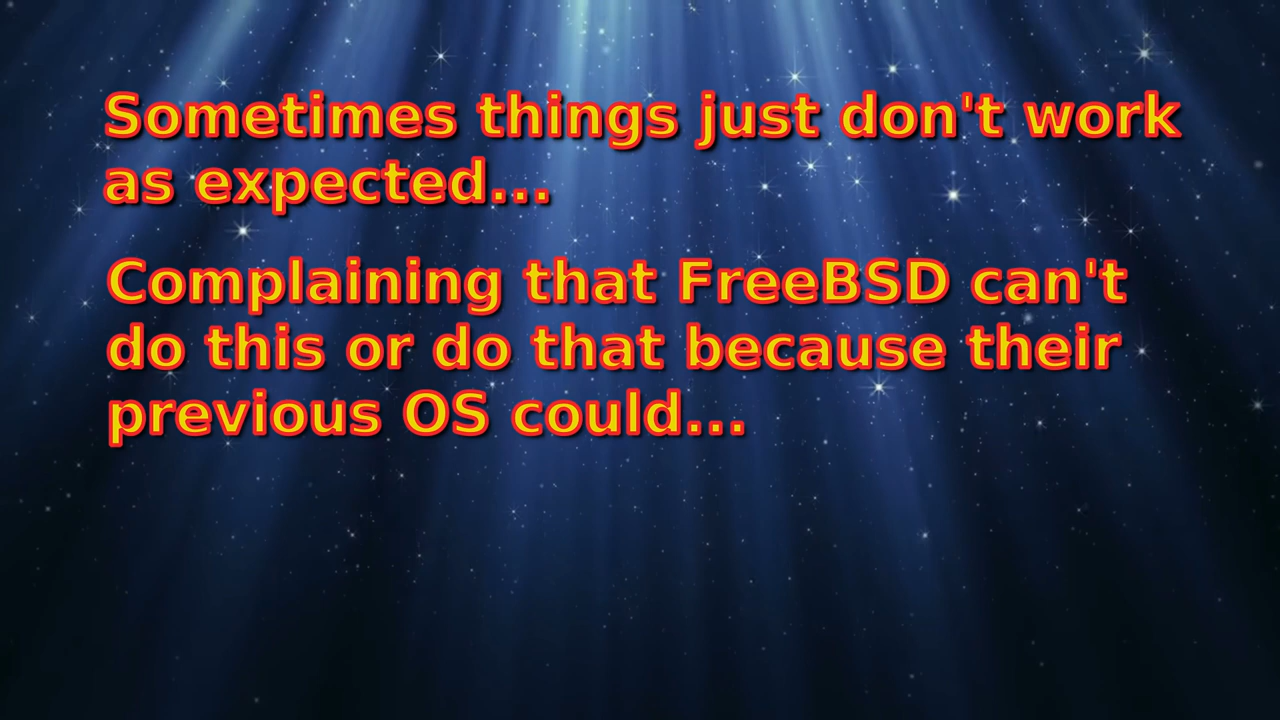 Sometimes things just don't work
as expected...
Complaining that FreeBSD can't
do this or do that because their
previous OS could...